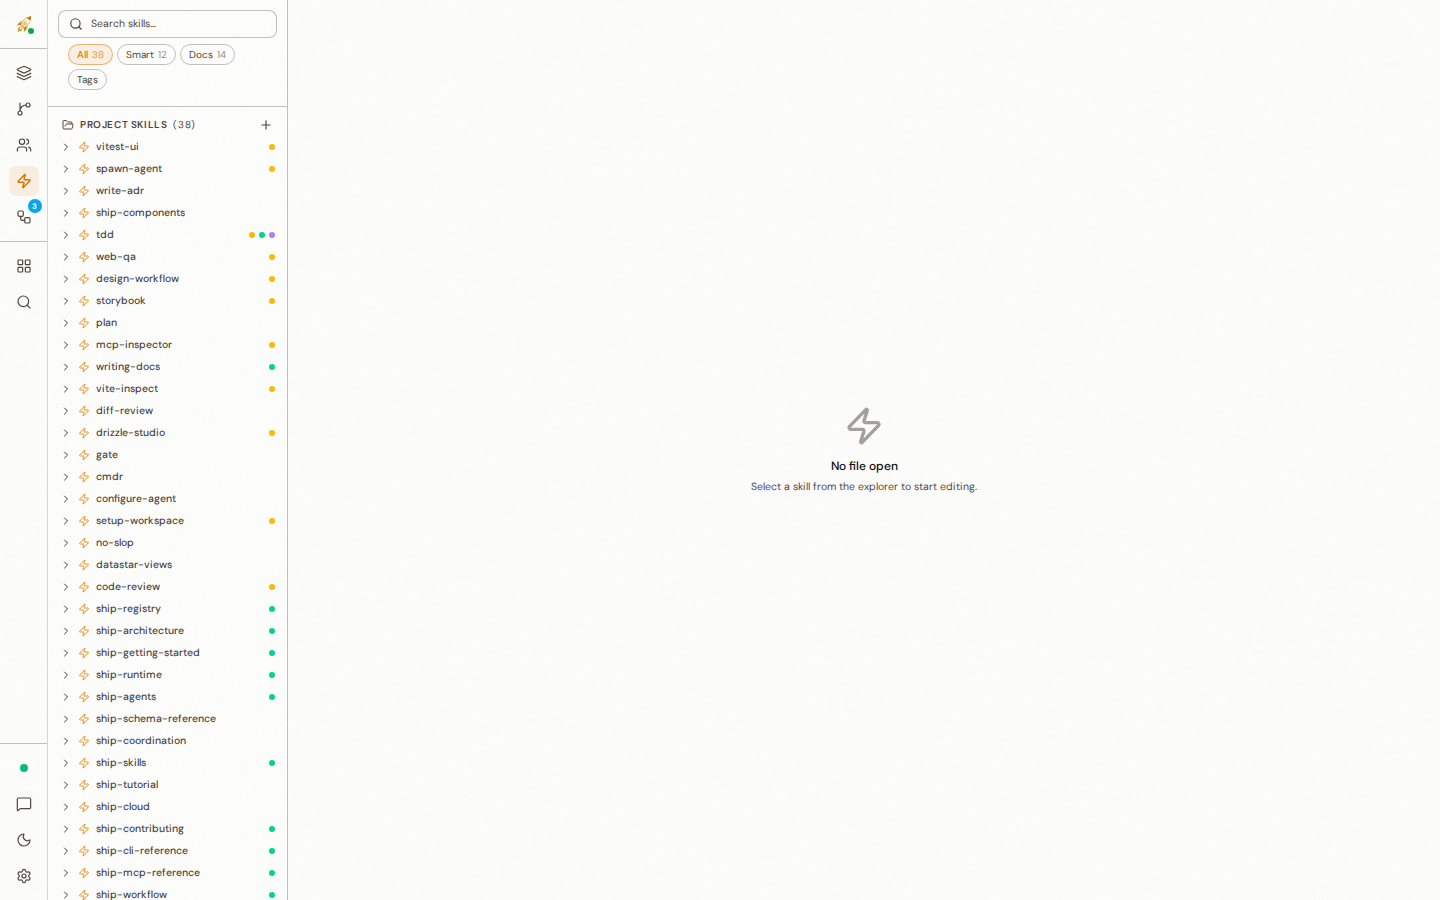 Search skills...
All 38
Smart 12
Docs 14
Tags
PROJECT SKILLS (38)
vitest-ui
spawn-agent
write-adr
ship-components
3
tdd
web-qa
design-workflow
storybook
plan
mcp-inspector
writing-docs
vite-inspect
diff-review
drizzle-studio
gate
cmdr
configure-agent
setup-workspace
no-slop
datastar-views
code-review
ship-registry
ship-architecture
ship-getting-started
ship-runtime
ship-agents
ship-schema-reference
ship-coordination
ship-skills
ship-tutorial
ship-cloud
ship-contributing
ship-cli-reference
ship-mcp-reference
ship-workflow
No file open
Select a skill from the explorer to start editing.